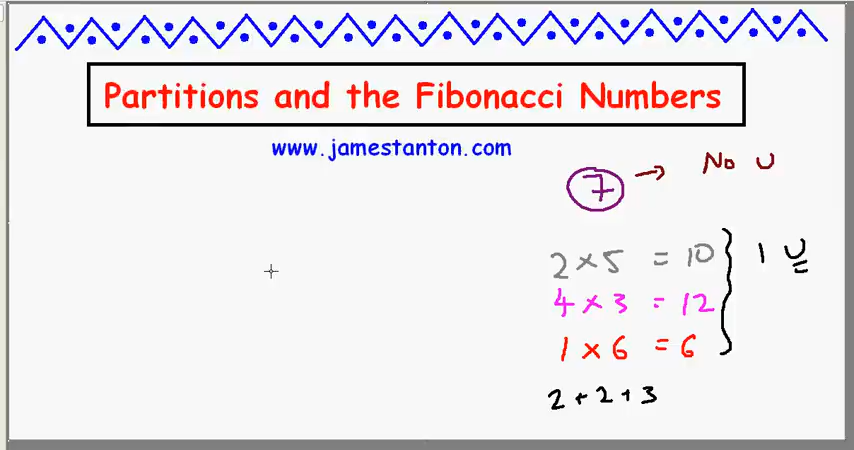 Partitions and the Fibonacci Numbers
www.jamestanton.com
7 → No U
2 × 5 = 10
4 × 3 = 12 } 1 U
1 × 6 = 6
2 + 2 + 3